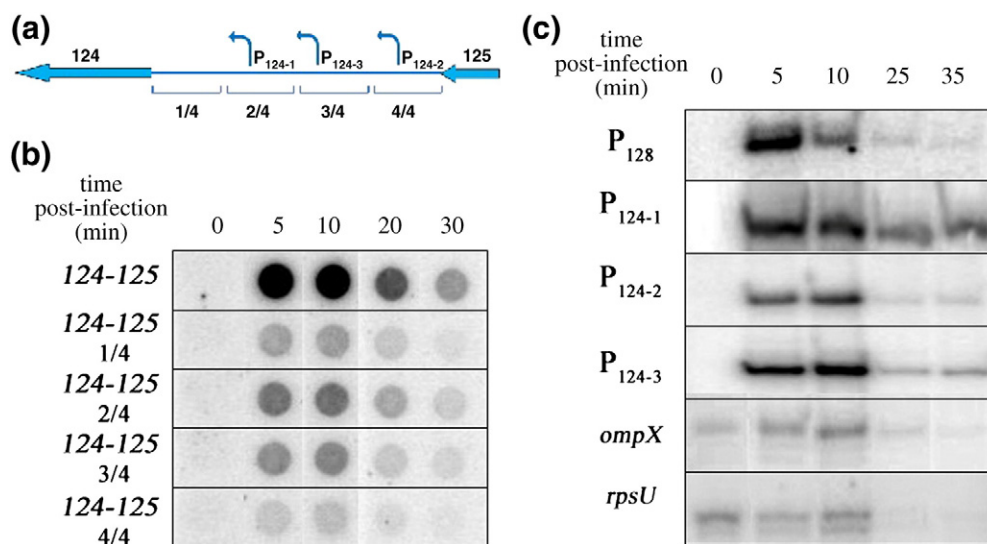 (a)
124
P124-1
P124-3
P124-2
125
1/4
2/4
3/4
4/4
(b)
time
post-infection
(min)
0
5
10
20
30
124-125
124-125
1/4
124-125
2/4
124-125
3/4
124-125
4/4
(c)
time
post-infection
(min)
0
5
10
25
35
P128
P124-1
P124-2
P124-3
ompX
rpsU